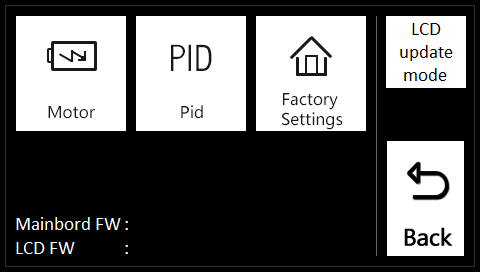 PID
Motor
Pid
Factory
Settings
LCD
update
mode
Back
Mainbord FW :
LCD FW :